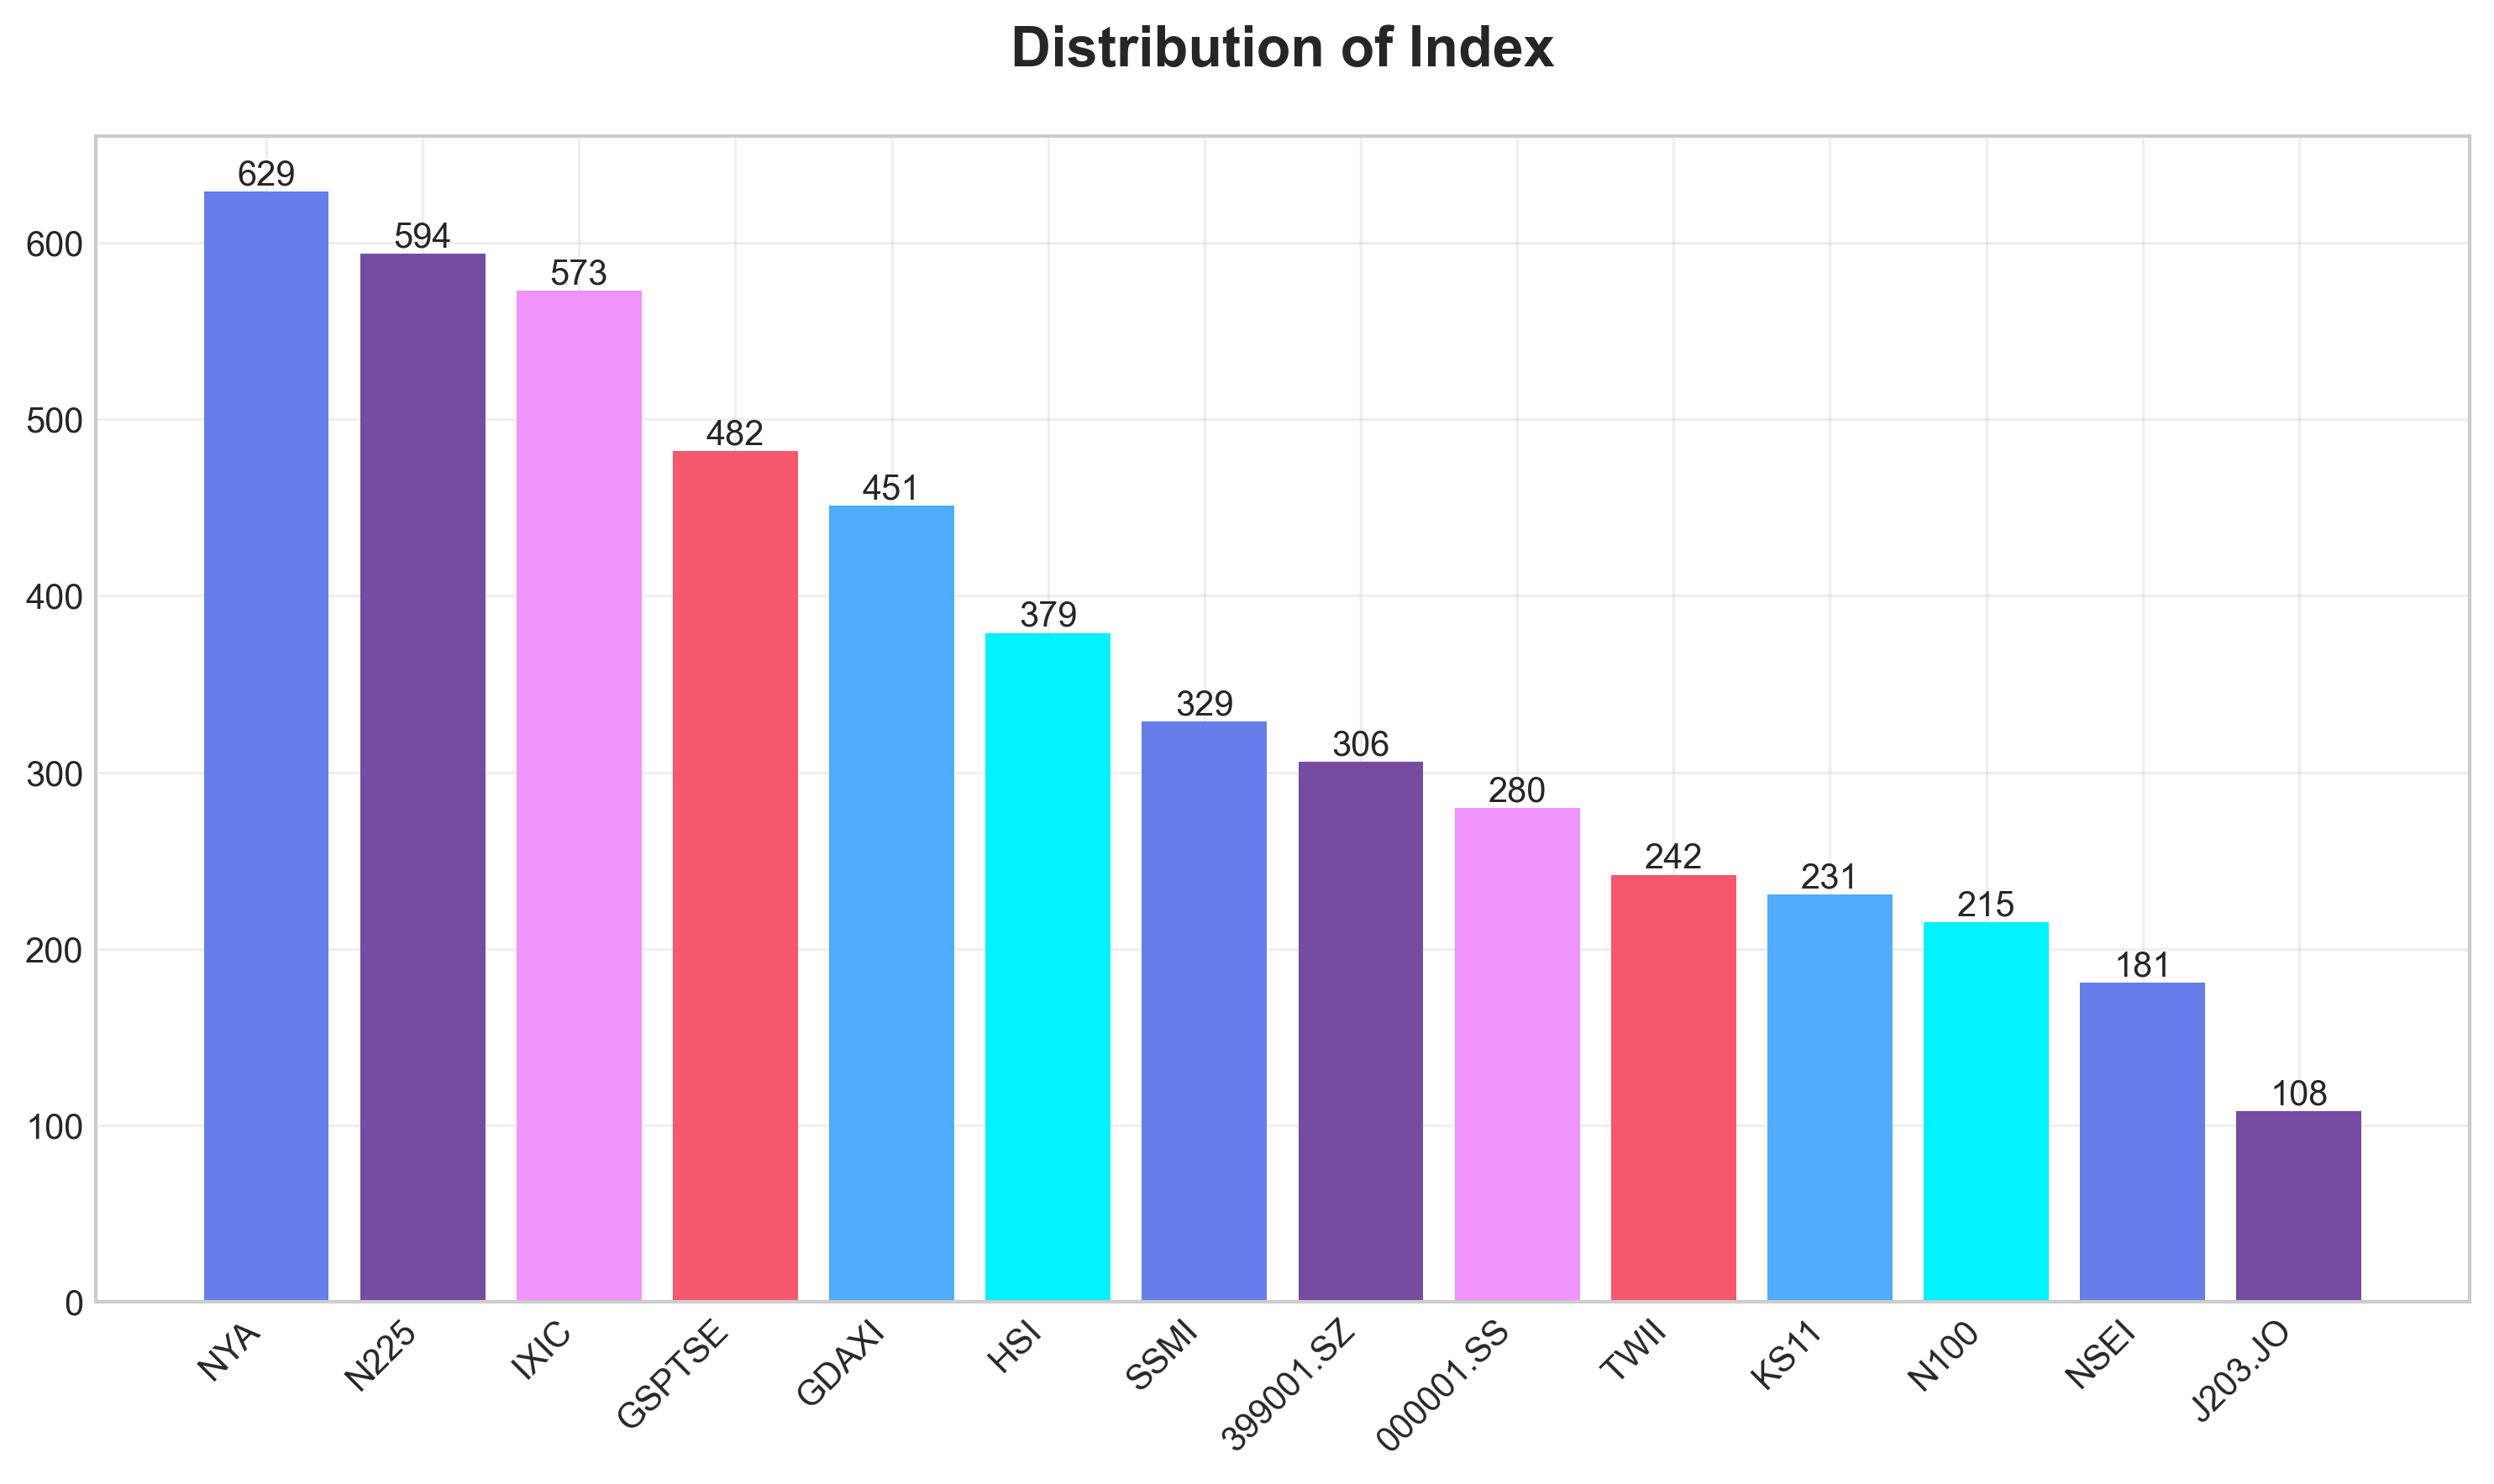 Distribution of Index
629
594
573
482
451
379
329
306
280
242
231
215
181
108
600
500
400
300
200
100
0
NYA
N225
IXIC
GSPTSE
GDAXI
HSI
SSMI
399001.SZ
000001.SS
TWII
KS11
N100
NSEI
J203.JO